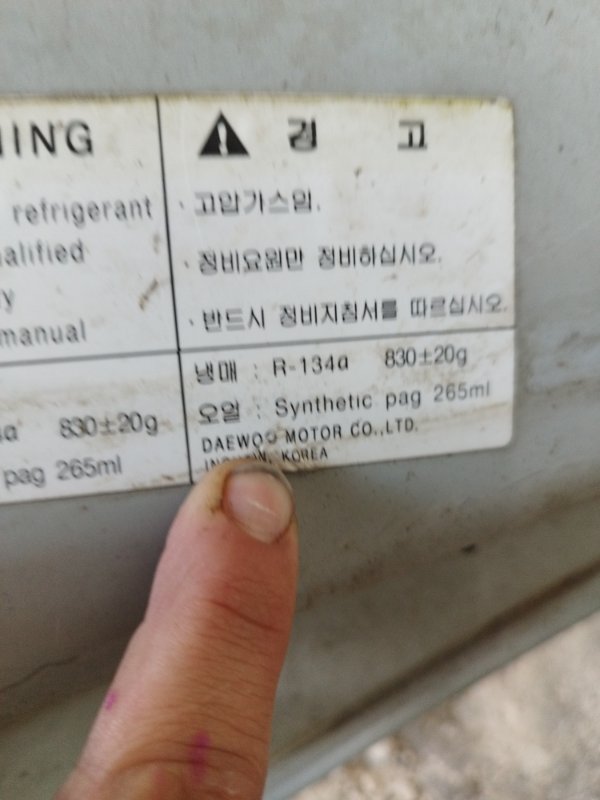 NING
refrigerant
alified
y
manual
a 830±20g
pag 265ml
경 고
· 고압가스임.
· 정비요원만 정비하십시오.
· 반드시 정비지침서를 따르십시오.
냉매 : R-134a 830±20g
오일 : Synthetic pag 265ml
DAEWOO MOTOR CO.,LTD.
KOREA